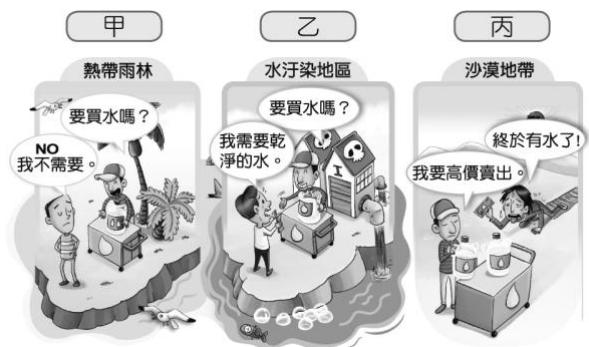 甲
熱帶雨林
要買水嗎？
NO
我不需要。
乙
水汙染地區
要買水嗎？
我需要乾
淨的水。
I
丙
沙漠地帶
終於有水了!
我要高價賣出。